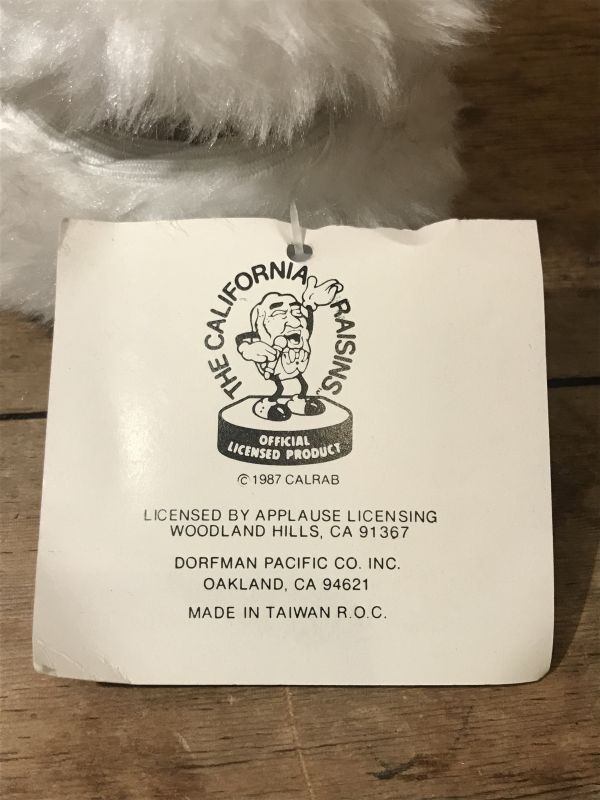 THE CALIFORNIA RAISINS™
OFFICIAL
LICENSED PRODUCT
© 1987 CALRAB
LICENSED BY APPLAUSE LICENSING
WOODLAND HILLS, CA 91367
DORFMAN PACIFIC CO. INC.
OAKLAND, CA 94621
MADE IN TAIWAN R.O.C.